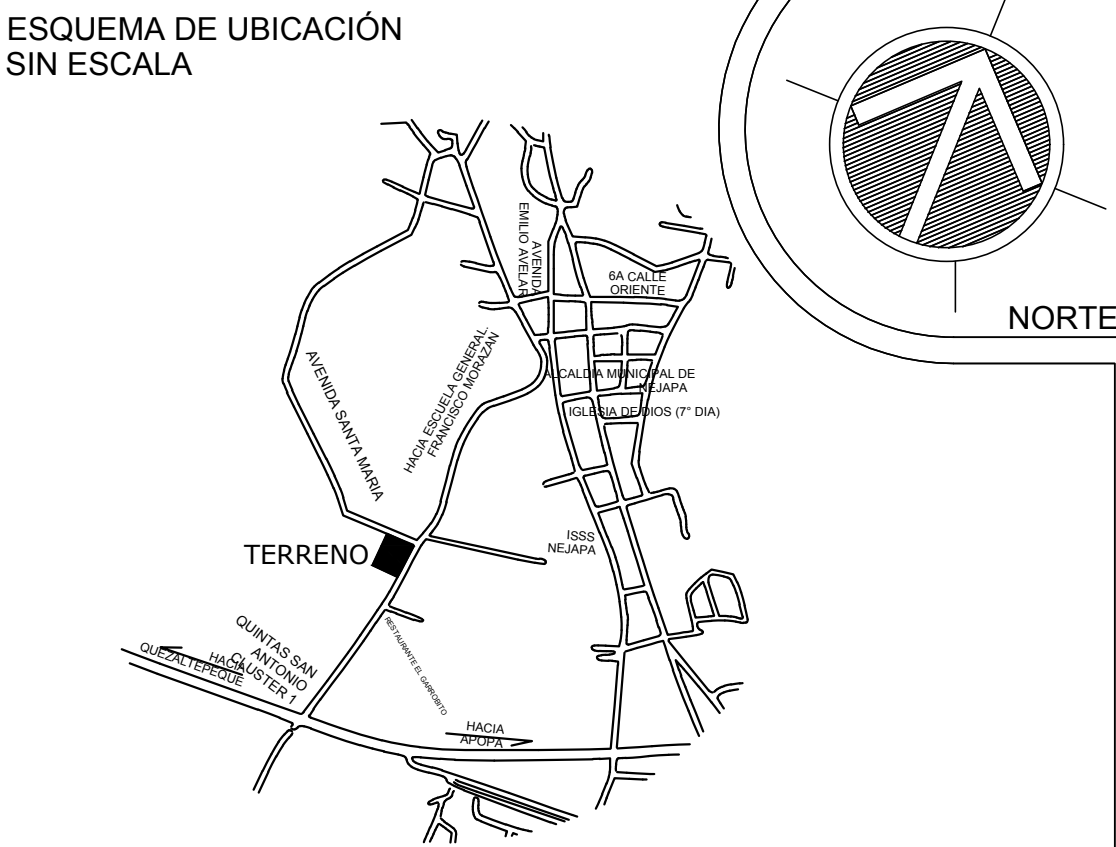 ESQUEMA DE UBICACIÓN
SIN ESCALA
NORTE
AVENIDA
EMILIO AVELAR
6A CALLE
ORIENTE
AVENIDA SANTA MARIA
HACIA ESCUELA GENERAL.
FRANCISCO MORAZAN
ALCALDIA MUNICIPAL DE
NEJAPA
IGLESIA DE DIOS (7° DIA)
ISSS
NEJAPA
TERRENO
QUINTAS SAN
ANTONIO
CLUSTER 1
HACIA
QUEZALTEPEQUE
RESTAURANTE EL GARROBITO
HACIA
APOPA